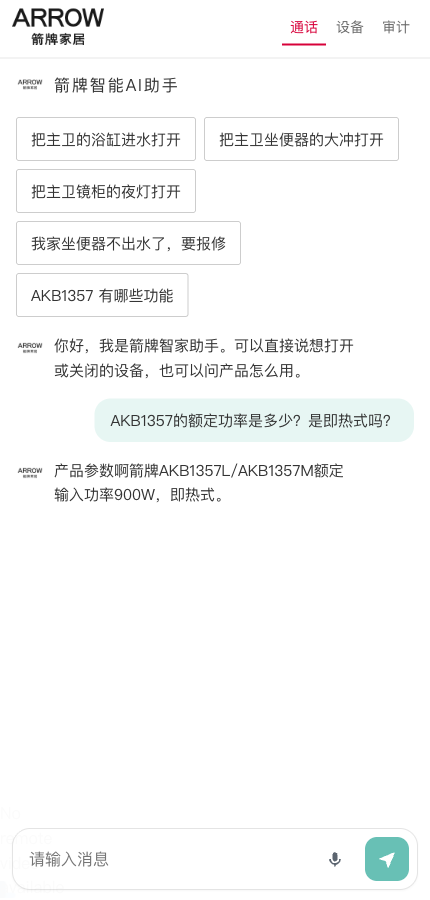 ARROW
箭牌家居
通话 设备 审计
ARROW
箭牌家居
箭牌智能AI助手
把主卫的浴缸进水打开
把主卫坐便器的大冲打开
把主卫镜柜的夜灯打开
我家坐便器不出水了，要报修
AKB1357 有哪些功能
ARROW
箭牌家居
你好，我是箭牌智家助手。可以直接说想打开
或关闭的设备，也可以问产品怎么用。
AKB1357的额定功率是多少？是即热式吗？
ARROW
箭牌家居
产品参数啊箭牌AKB1357L/AKB1357M额定
输入功率900W，即热式。
请输入消息